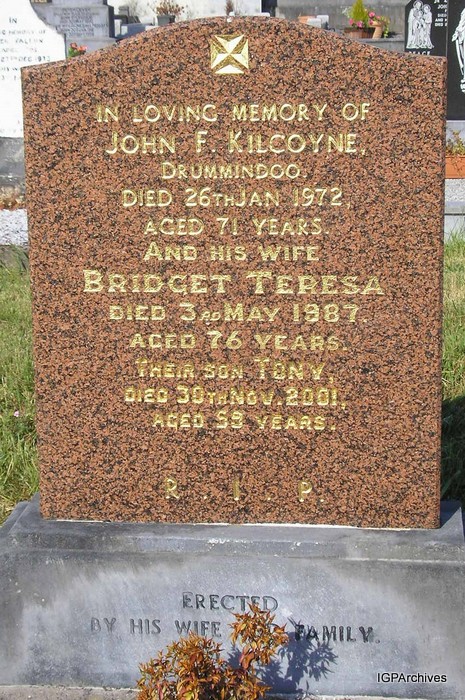 IN LOVING MEMORY OF
JOHN F. KILCOYNE,
DRUMMINDOO.
DIED 26TH JAN 1972,
AGED 71 YEARS.
AND HIS WIFE
BRIDGET TERESA
DIED 3RD MAY 1987.
AGED 76 YEARS.
THEIR SON TONY,
DIED 30TH NOV. 2001,
AGED 59 YEARS.
R. I. P.
ERECTED
BY HIS WIFE AND FAMILY.
IGPArchives